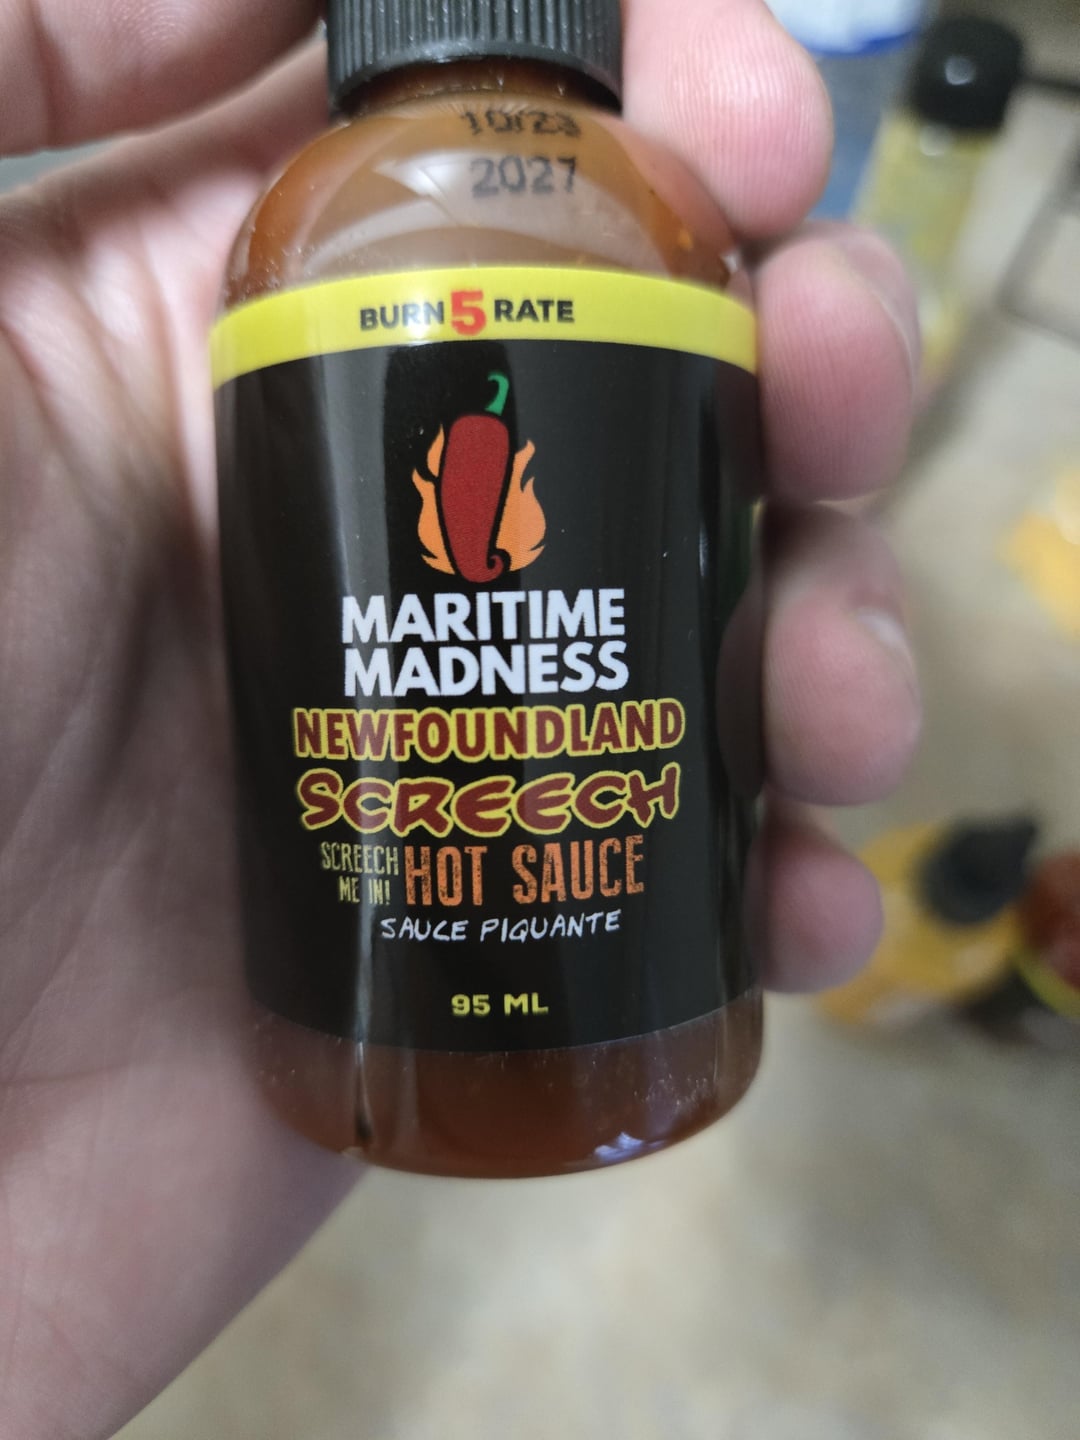 10/23
2027
BURN 5 RATE
MARITIME
MADNESS
NEWFOUNDLAND
SCREECH
SCREECH
ME IN!
HOT SAUCE
SAUCE PIQUANTE
95 ML